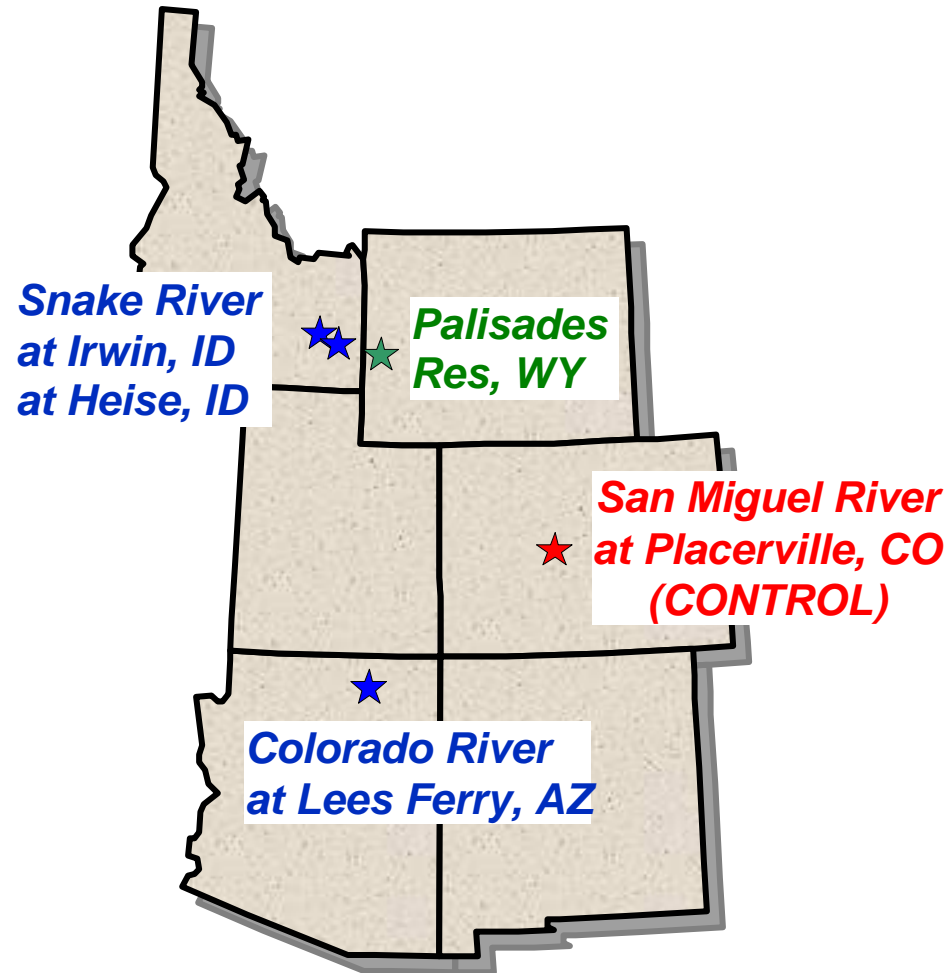 Snake River
at Irwin, ID
at Heise, ID
Palisades
Res, WY
San Miguel River
at Placerville, CO
(CONTROL)
Colorado River
at Lees Ferry, AZ